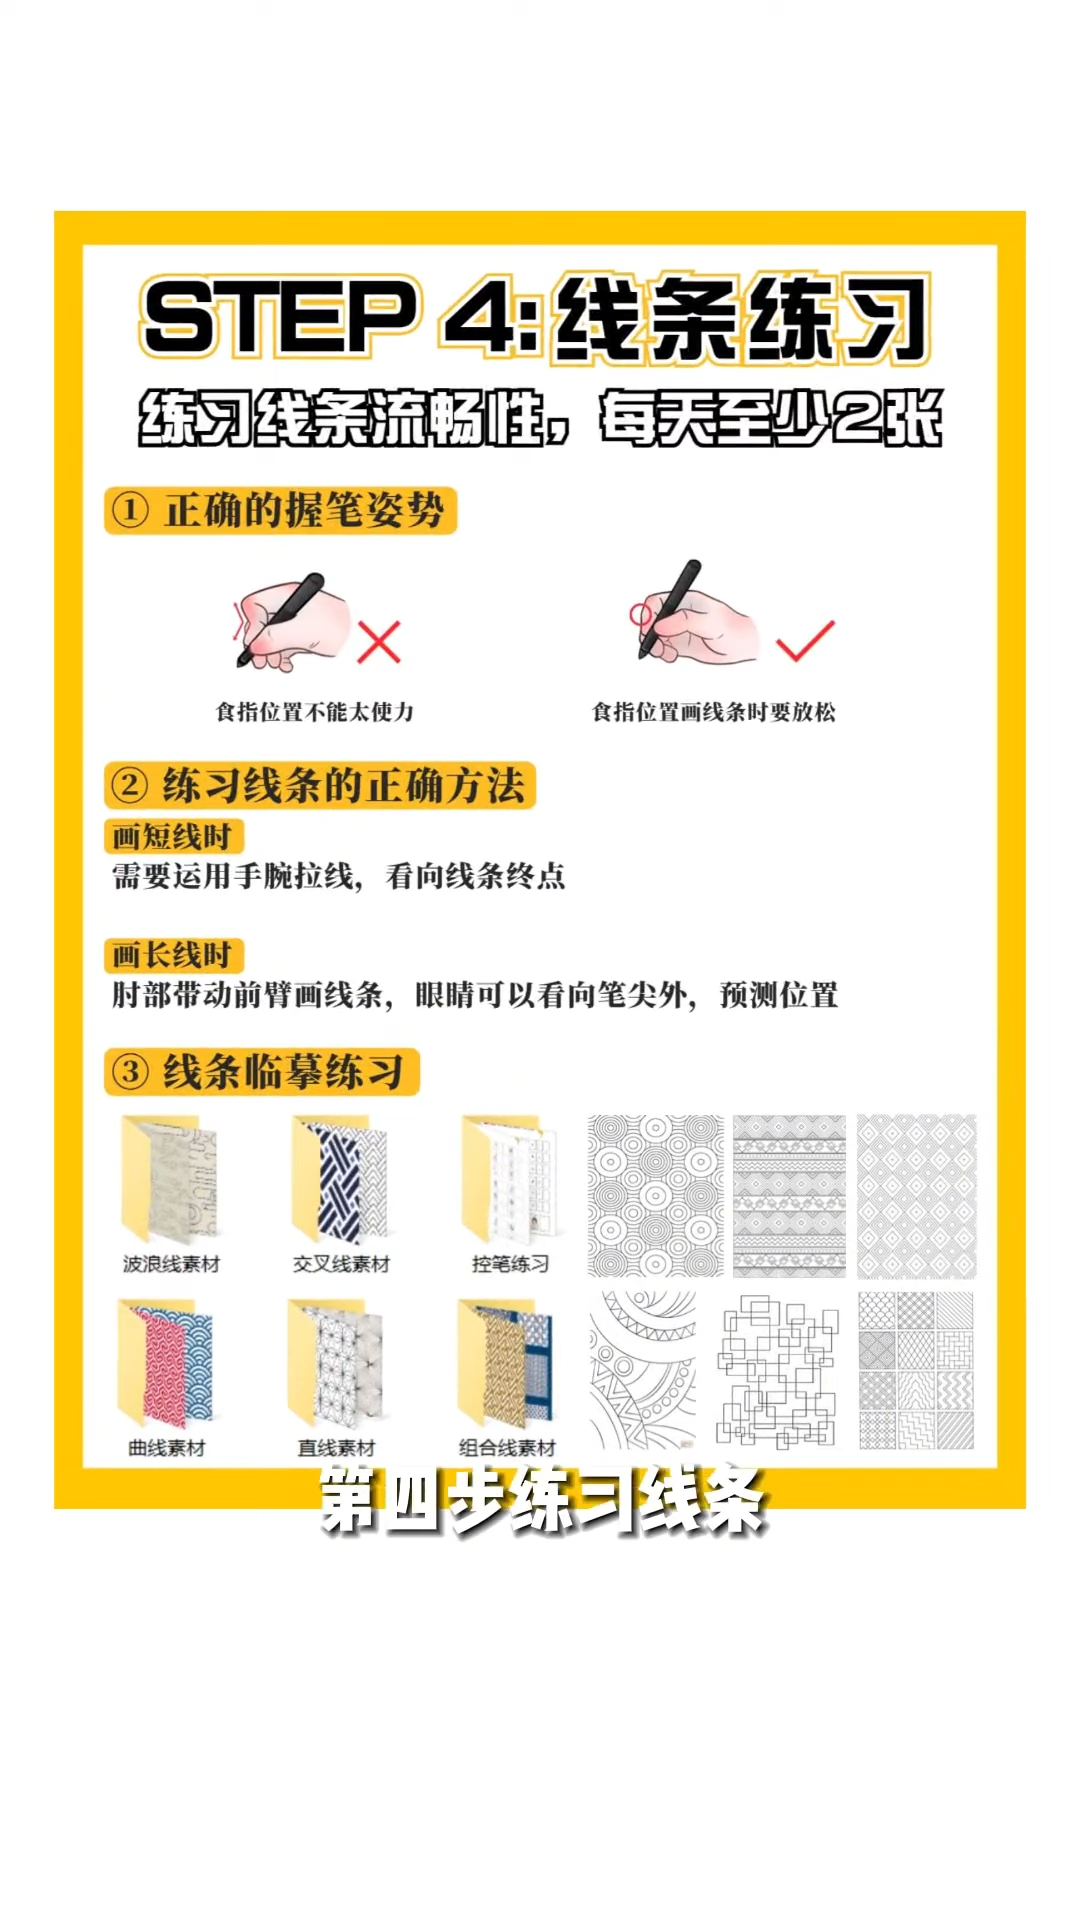 STEP 4:线条练习
练习线条流畅性，每天至少2张
① 正确的握笔姿势
食指位置不能太使力
食指位置画线条时要放松
② 练习线条的正确方法
画短线时
需要运用手腕拉线，看向线条终点
画长线时
肘部带动前臂画线条，眼睛可以看向笔尖外，预测位置
③ 线条临摹练习
波浪线素材
交叉线素材
控笔练习
曲线素材
直线素材
组合线素材
第四步练习线条